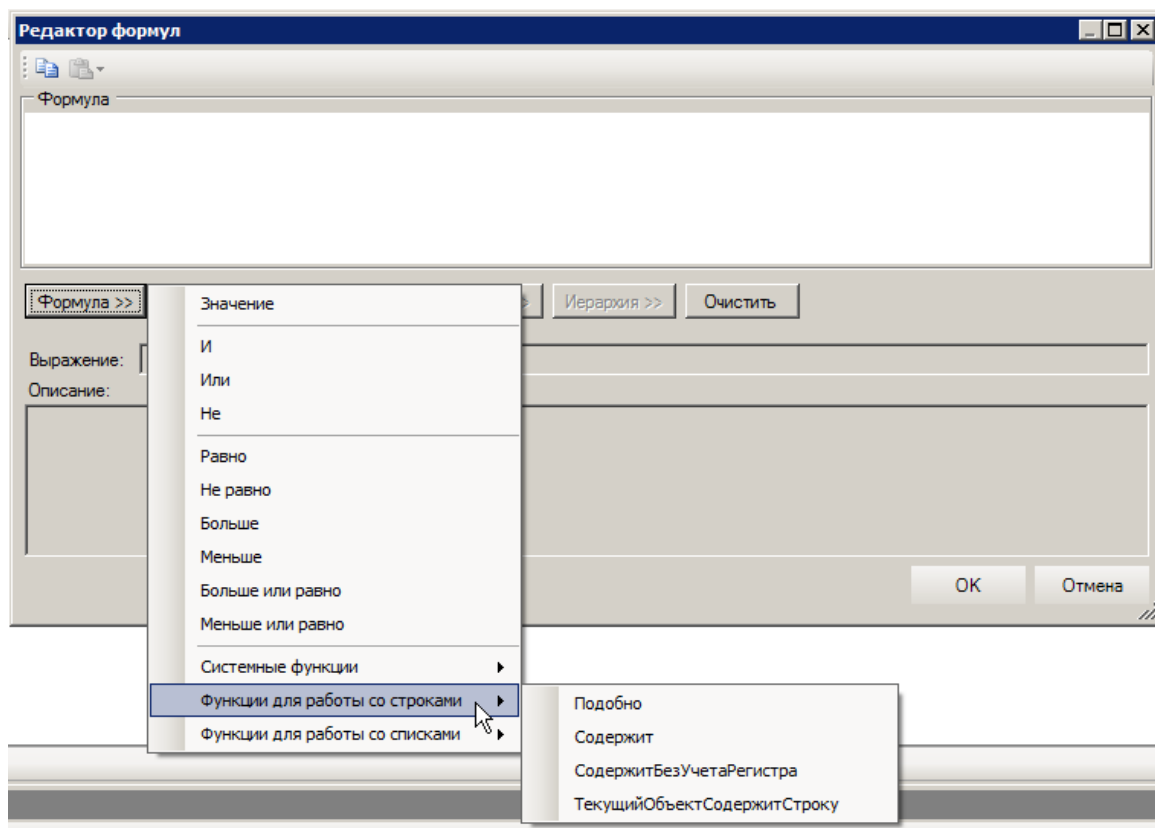 Редактор формул
Формула
Формула >>
Иерархия >>
Очистить
Выражение:
Описание:
Значение
И
Или
Не
Равно
Не равно
Больше
Меньше
Больше или равно
Меньше или равно
Системные функции
Функции для работы со строками
Функции для работы со списками
Подобно
Содержит
СодержитБезУчетаРегистра
ТекущийОбъектСодержитСтроку
OK
Отмена